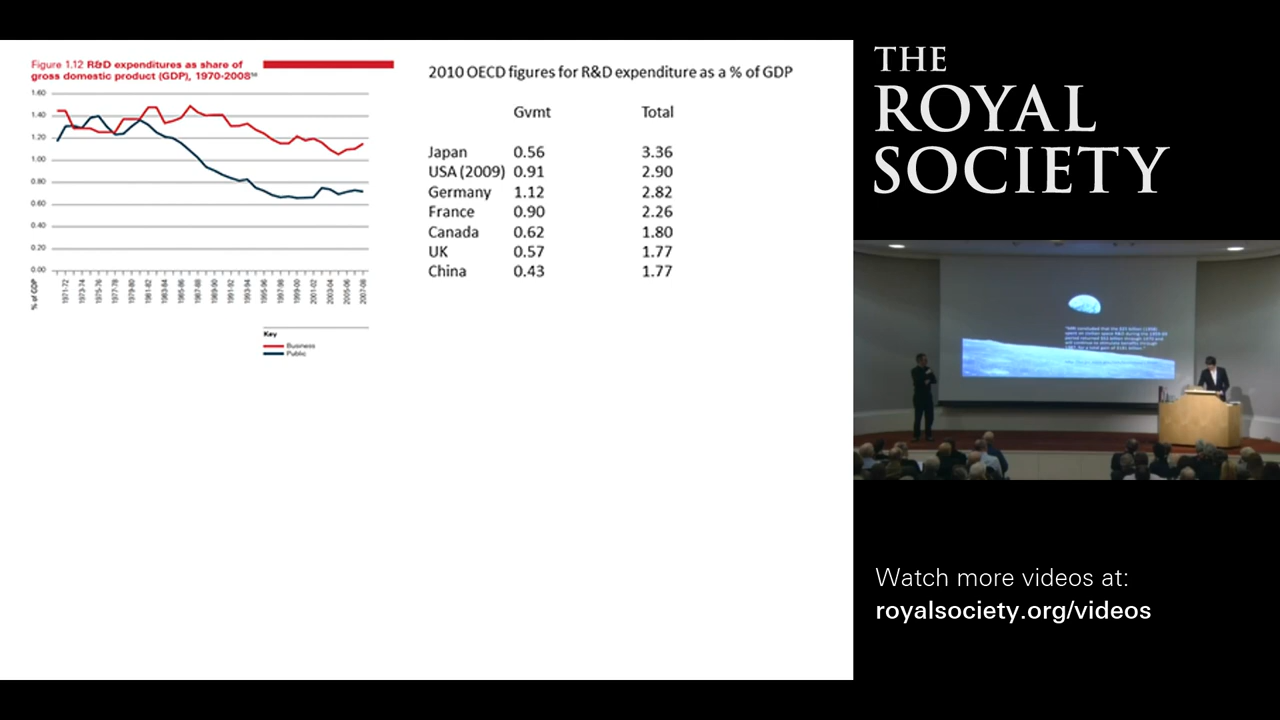 Figure 1.12 R&D expenditures as share of
gross domestic product (GDP), 1970-2008
1.60
1.40
1.20
1.00
0.80
0.60
0.40
0.20
0.00
% of GDP
1971-72
1973-74
1975-76
1977-78
1979-80
1981-82
1983-84
1985-86
1987-88
1989-90
1991-92
1993-94
1995-96
1997-98
1999-00
2001-02
2003-04
2005-06
2007-08
Key
Business
Public
2010 OECD figures for R&D expenditure as a % of GDP
Gvmt Total
Japan 0.56 3.36
USA (2009) 0.91 2.90
Germany 1.12 2.82
France 0.90 2.26
Canada 0.62 1.80
UK 0.57 1.77
China 0.43 1.77
THE
ROYAL
SOCIETY
Watch more videos at:
royalsociety.org/videos